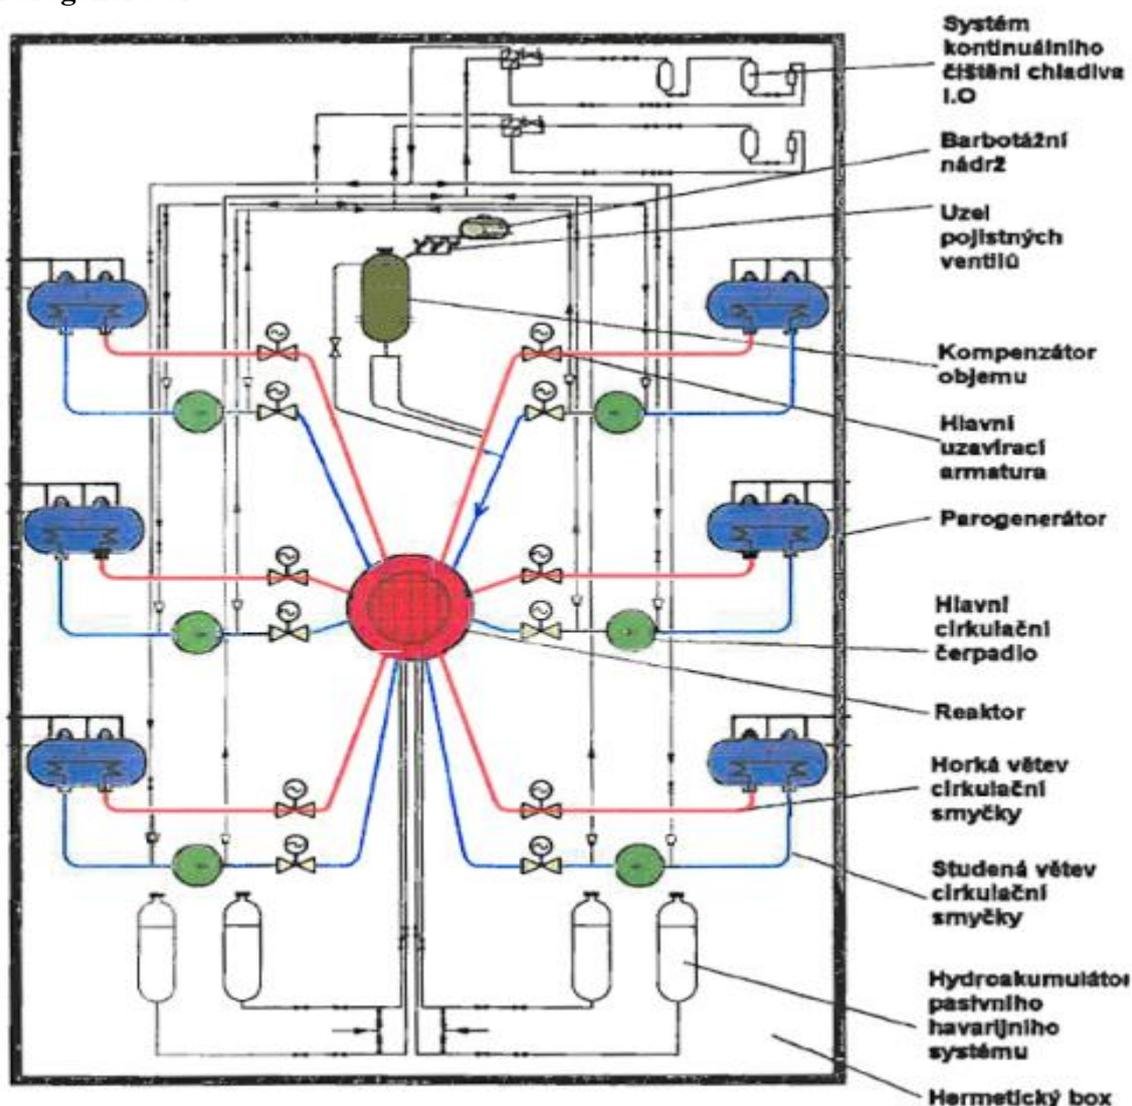 Systém
kontinuálního
čištění chladiva
I.O
Barbotážní
nádrž
Uzel
pojistných
ventilů
Kompenzátor
objemu
Hlavní
uzavírací
armatura
Parogenerátor
Hlavní
cirkulační
čerpadlo
Reaktor
Horká větev
cirkulační
smyčky
Studená větev
cirkulační
smyčky
Hydroakumulátor
pasivního
havarijního
systému
Hermetický box